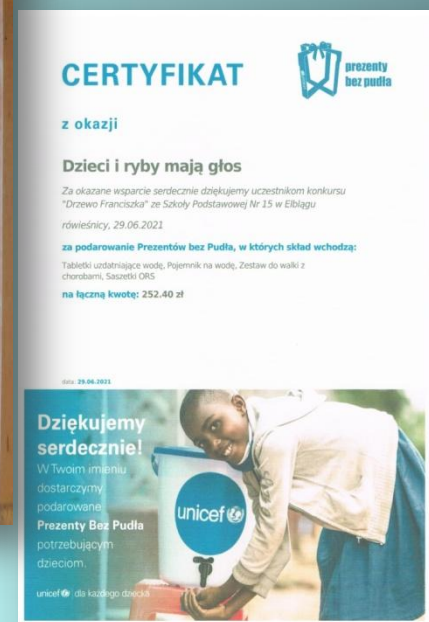 CERTYFIKAT
prezenty
bez pudła
z okazji
Dzieci i ryby mają głos
Za okazane wsparcie serdecznie dziękujemy uczestnikom konkursu
"Drzewo Franciszka" ze Szkoły Podstawowej Nr 15 w Elblągu
rówieśnicy, 29.06.2021
za podarowanie Prezentów bez Pudła, w których skład wchodzą:
Tabletki uzdatniające wodę, Pojemnik na wodę, Zestaw do walki z
chorobami, Saszetki ORS
na łączną kwotę: 252.40 zł
data: 29.06.2021
Dziękujemy
serdecznie!
W Twoim imieniu
dostarczymy
podarowane
Prezenty Bez Pudła
potrzebującym
dzieciom.
unicef
unicef dla każdego dziecka